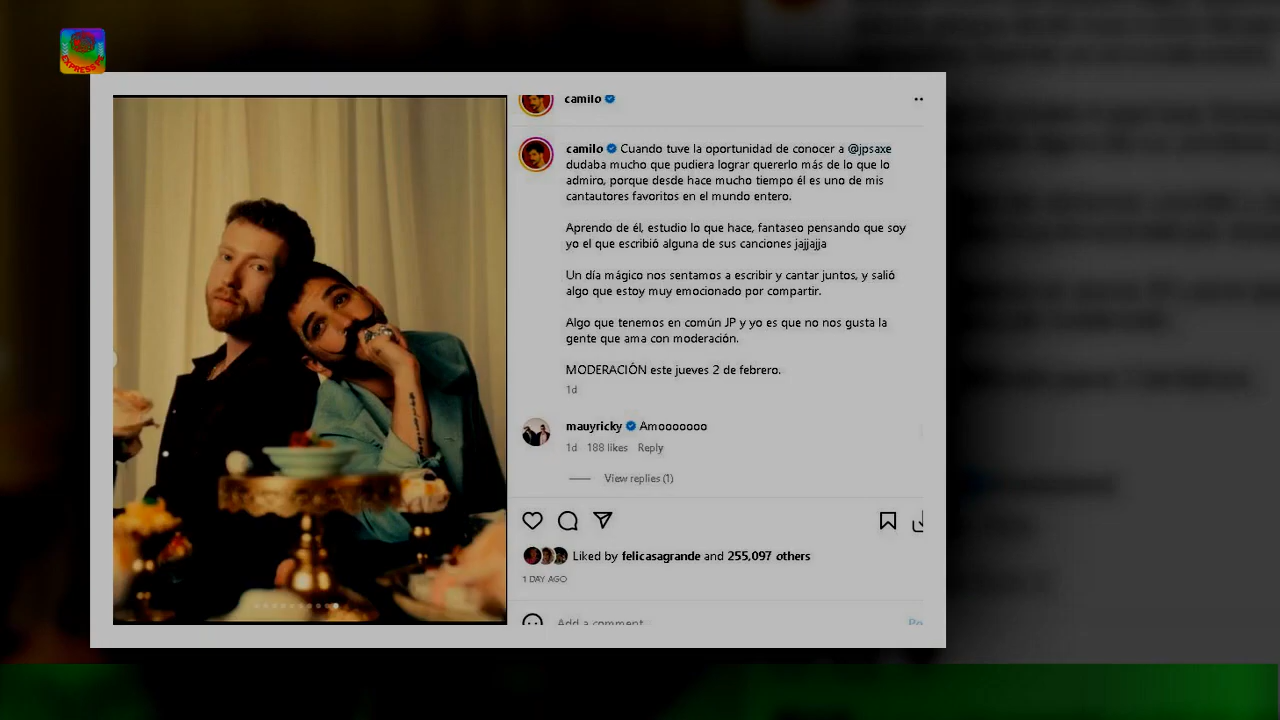 EXPRESS PE
camilo
camilo Cuando tuve la oportunidad de conocer a @jpsaxe
dudaba mucho que pudiera lograr quererlo más de lo que lo
admiro, porque desde hace mucho tiempo él es uno de mis
cantautores favoritos en el mundo entero.
Aprendo de él, estudio lo que hace, fantaseo pensando que soy
yo el que escribió alguna de sus canciones jajjajja
Un día mágico nos sentamos a escribir y cantar juntos, y salió
algo que estoy muy emocionado por compartir.
Algo que tenemos en común JP y yo es que no nos gusta la
gente que ama con moderación.
MODERACIÓN este jueves 2 de febrero.
1d
mauyricky Amooooooo
1d 188 likes Reply
View replies (1)
Liked by felicasagrande and 255,097 others
1 DAY AGO
Add a comment
Po